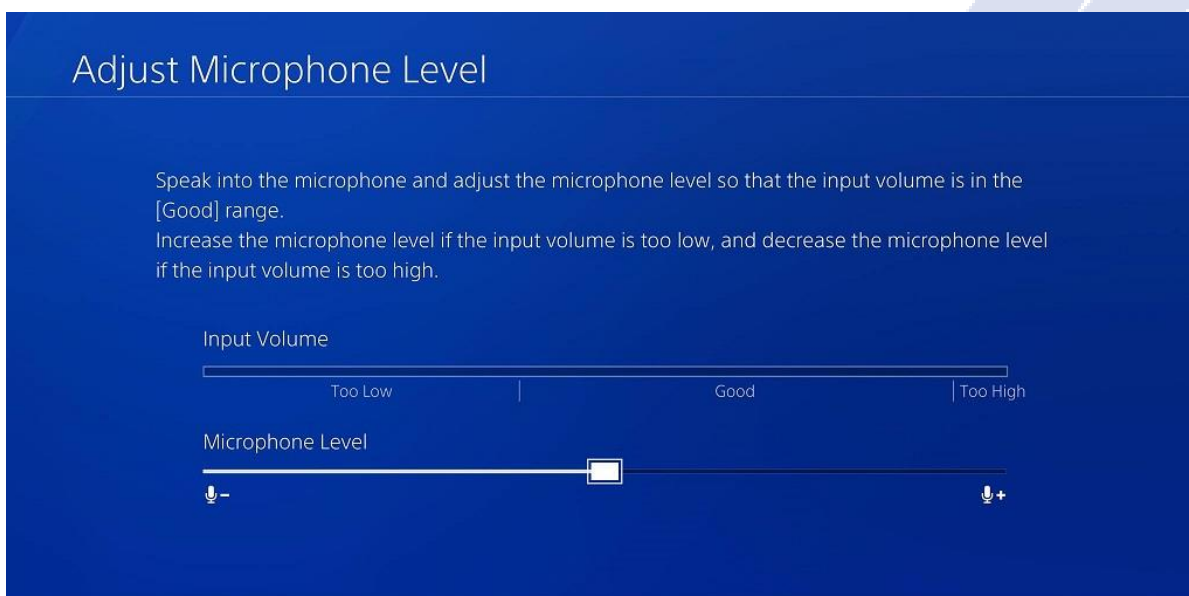 Adjust Microphone Level
Speak into the microphone and adjust the microphone level so that the input volume is in the
[Good] range.
Increase the microphone level if the input volume is too low, and decrease the microphone level
if the input volume is too high.
Input Volume
Too Low | Good | Too High
Microphone Level